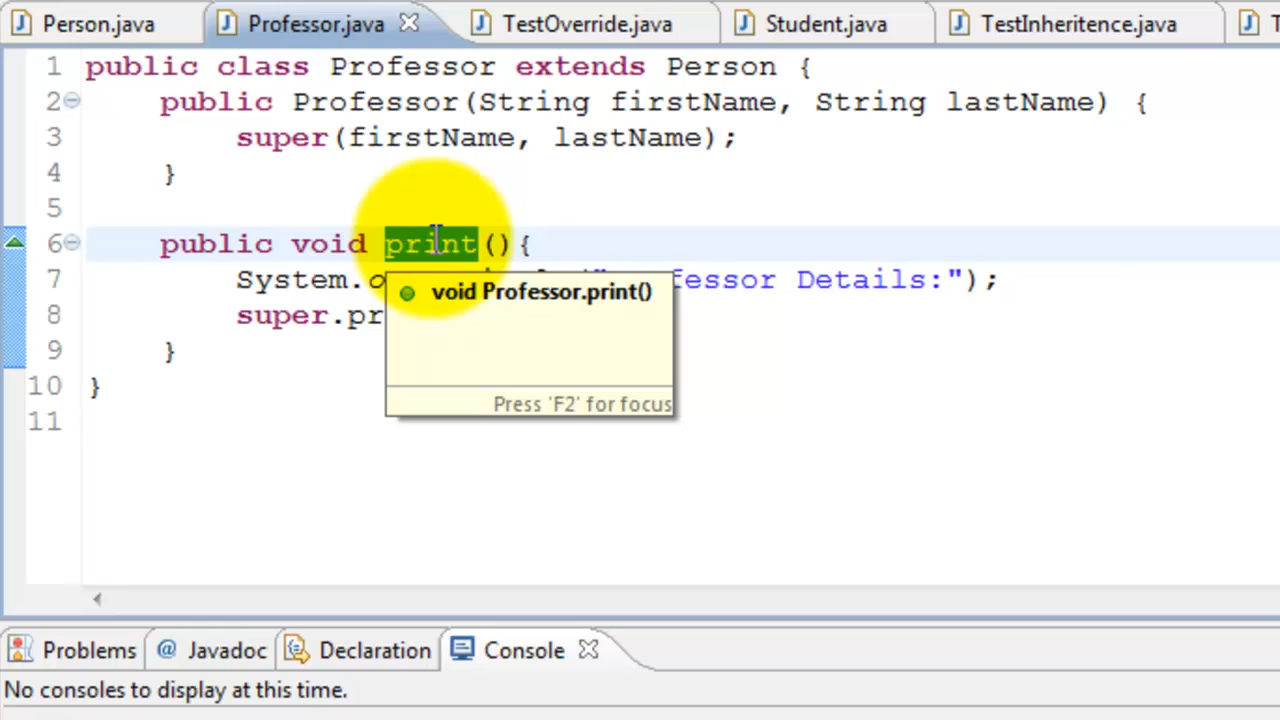 Person.java Professor.java TestOverride.java Student.java TestInheritence.java
1 public class Professor extends Person {
2 public Professor(String firstName, String lastName) {
3 super(firstName, lastName);
4 }
5
6 public void print(){
7 System. fessor Details:");
void Professor.print()
8 super.pr
9 }
10 }
Press 'F2' for focus
11
Problems @ Javadoc Declaration Console
No consoles to display at this time.